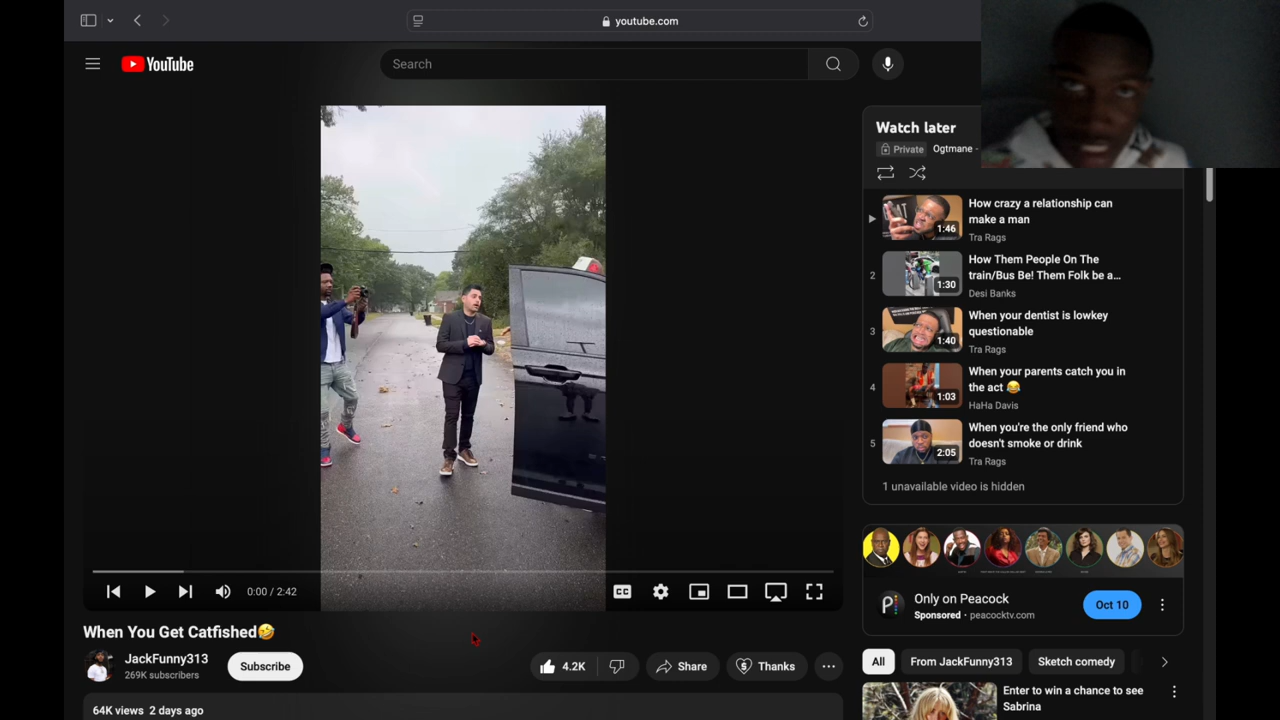 youtube.com
YouTube
Search
Watch later
Private
Ogtmane -
How crazy a relationship can
make a man
Tra Rags
1:46
2
How Them People On The
train/Bus Be! Them Folk be a...
Desi Banks
1:30
3
When your dentist is lowkey
questionable
Tra Rags
1:40
4
When your parents catch you in
the act 😂
HaHa Davis
1:03
5
When you're the only friend who
doesn't smoke or drink
Tra Rags
2:05
1 unavailable video is hidden
0:00 / 2:42
CC
When You Get Catfished🤣
JackFunny313
269K subscribers
Subscribe
4.2K
Share
Thanks
64K views 2 days ago
Only on Peacock
Sponsored • peacocktv.com
Oct 10
All
From JackFunny313
Sketch comedy
Enter to win a chance to see
Sabrina